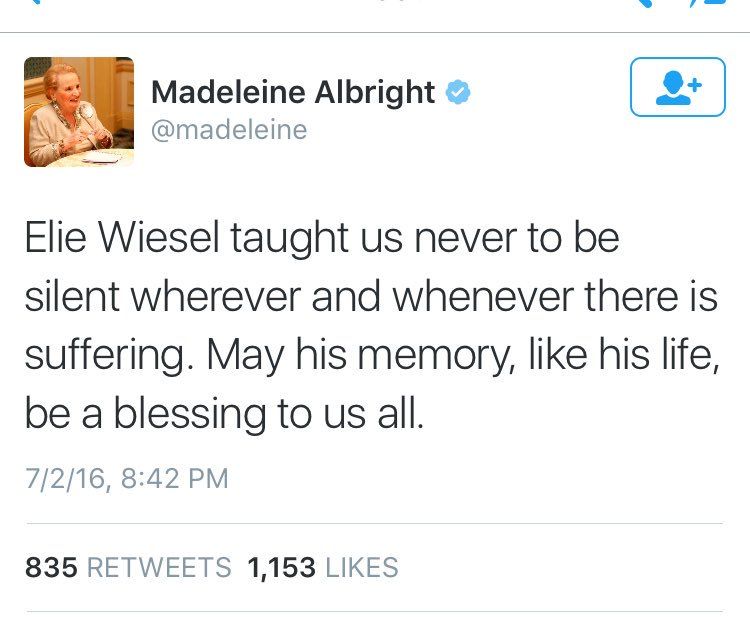 Madeleine Albright
@madeleine
Elie Wiesel taught us never to be
silent wherever and whenever there is
suffering. May his memory, like his life,
be a blessing to us all.
7/2/16, 8:42 PM
835 RETWEETS 1,153 LIKES